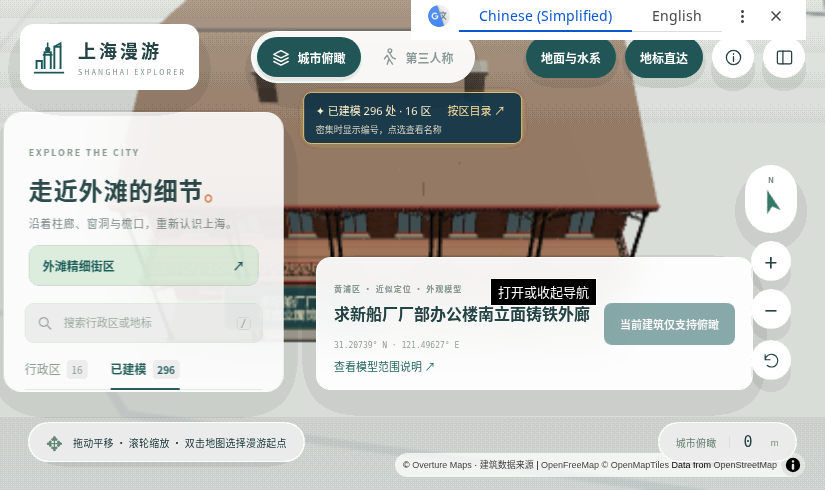 Chinese (Simplified)
English
上海漫游
SHANGHAI EXPLORER
城市俯瞰
第三人称
地面与水系
地标直达
✦ 已建模 296 处 · 16 区
按区目录 ↗
密集时显示编号，点选查看名称
EXPLORE THE CITY
走近外滩的细节。
沿着柱廊、窗洞与檐口，重新认识上海。
外滩精细街区 ↗
搜索行政区或地标 /
行政区 16
已建模 296
N
黄浦区 · 近似定位 · 外观模型
打开或收起导航
求新船厂厂部办公楼南立面铸铁外廊
31.20739° N · 121.49627° E
查看模型范围说明 ↗
当前建筑仅支持俯瞰
拖动平移 · 滚轮缩放 · 双击地图选择漫游起点
城市俯瞰 0 m
© Overture Maps · 建筑数据来源 | OpenFreeMap © OpenMapTiles Data from OpenStreetMap